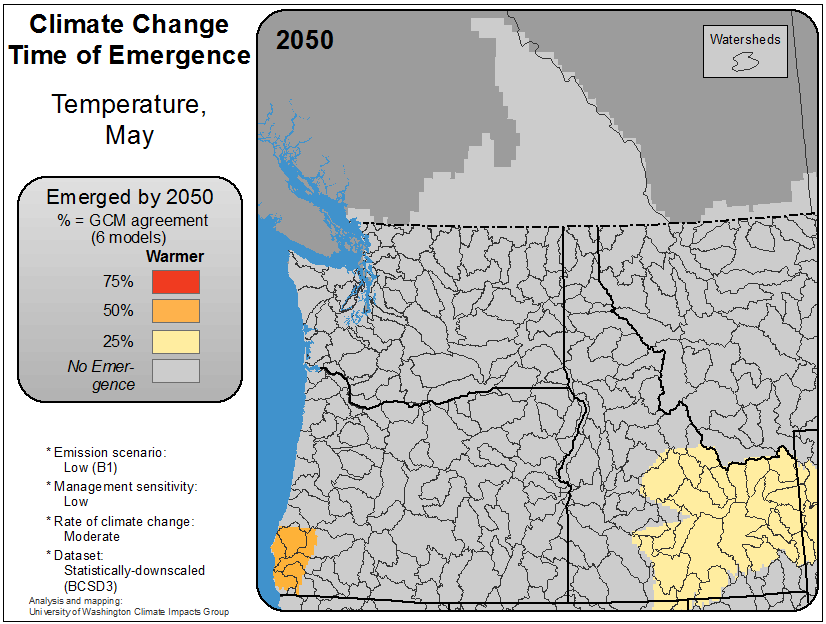 Climate Change
Time of Emergence
Temperature,
May
Emerged by 2050
% = GCM agreement
(6 models)
Warmer
75%
50%
25%
No Emer-
gence
* Emission scenario:
Low (B1)
* Management sensitivity:
Low
* Rate of climate change:
Moderate
* Dataset:
Statistically-downscaled
(BCSD3)
Analysis and mapping:
University of Washington Climate Impacts Group
2050
Watersheds